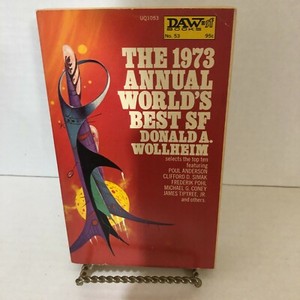 UQ1053
DAW=sf
BOOKS
No. 53
95¢
THE 1973
ANNUAL
WORLD'S
BEST SF
DONALD A.
WOLLHEIM
selects the top ten
featuring
POUL ANDERSON
CLIFFORD D. SIMAK
FREDERIK POHL
MICHAEL G. CONEY
JAMES TIPTREE, JR.
and others